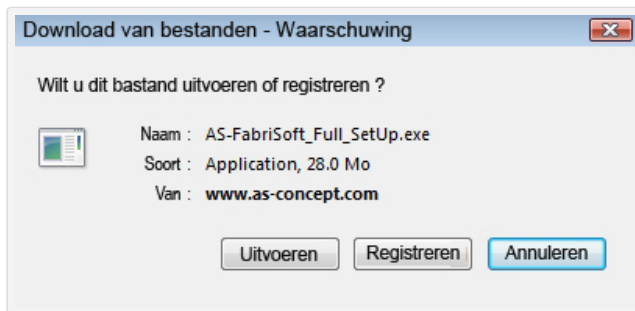 Download van bestanden - Waarschuwing
Wilt u dit bastand uitvoeren of registreren ?
Naam : AS-FabriSoft_Full_SetUp.exe
Soort : Application, 28.0 Mo
Van : www.as-concept.com
Uitvoeren Registreren Annuleren